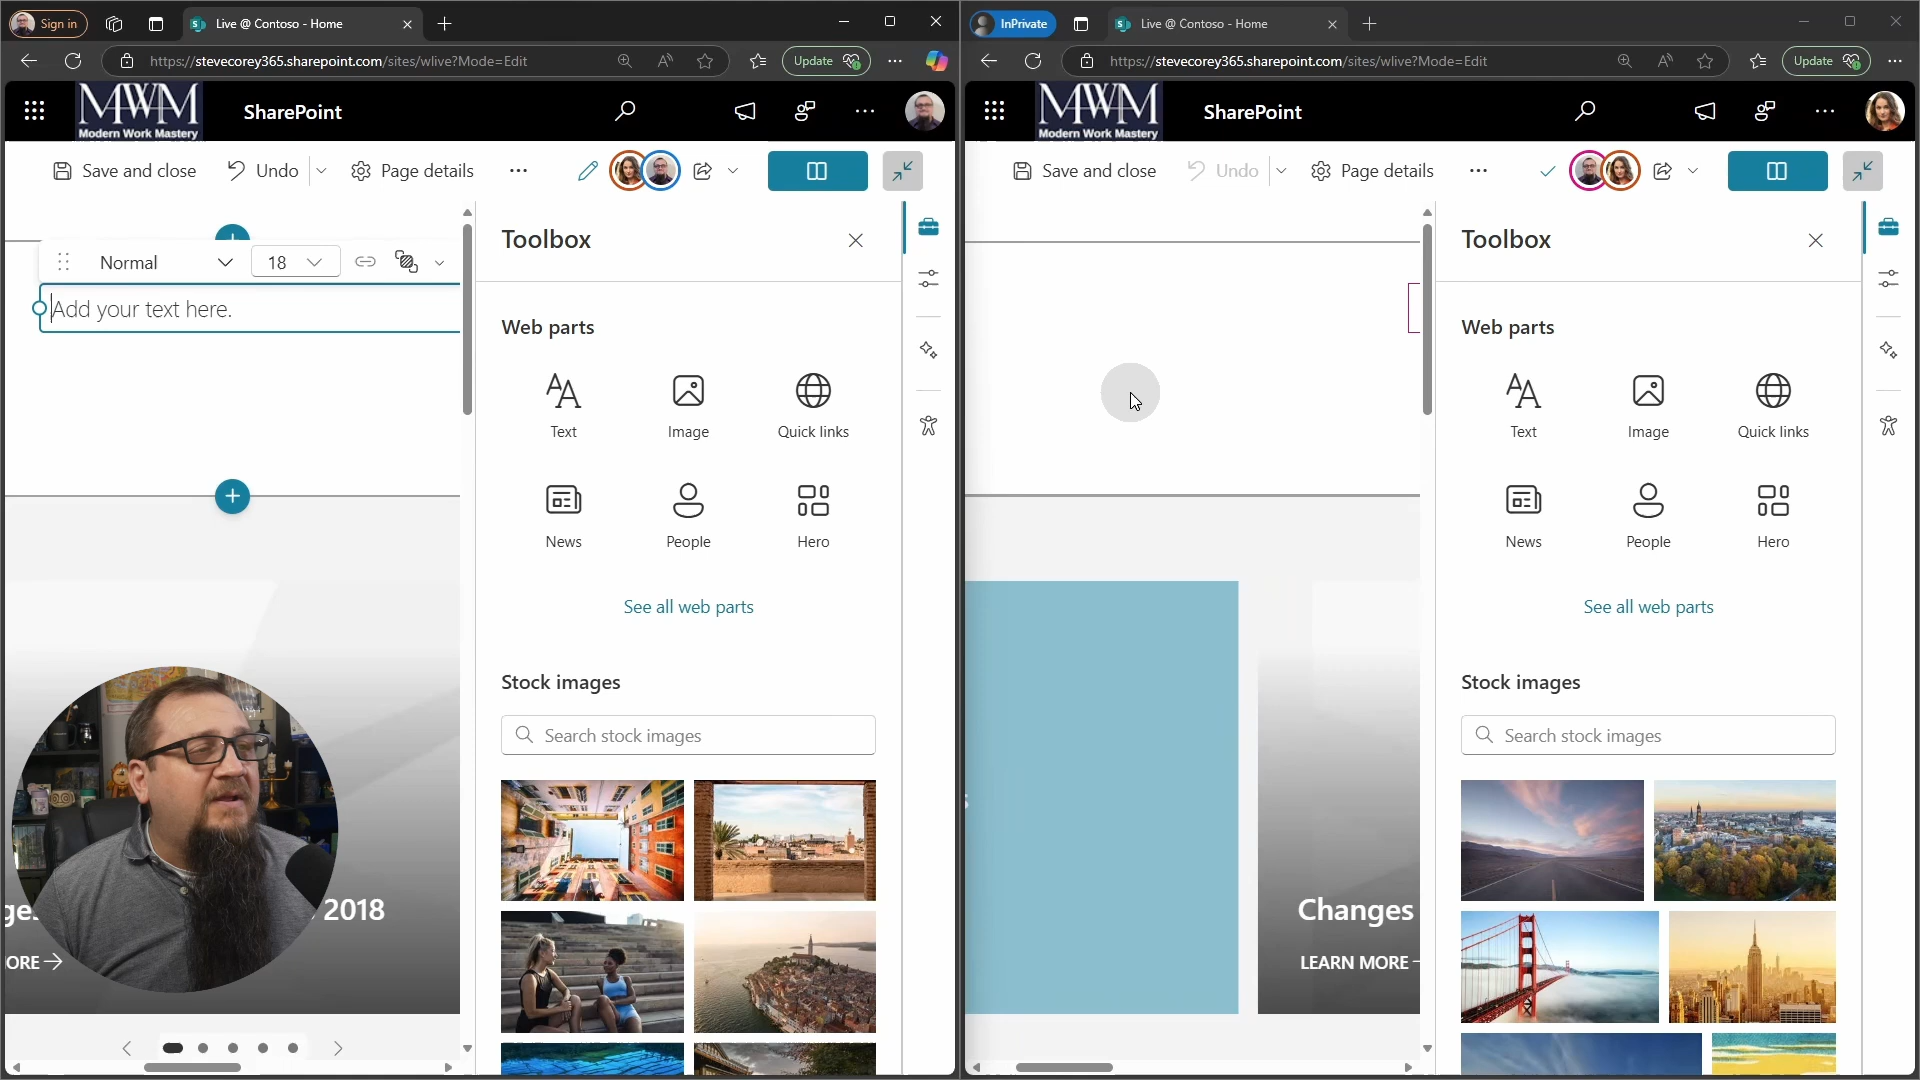 Sign in
Live @ Contoso - Home
https://stevecorey365.sharepoint.com/sites/wlive?Mode=Edit
Update
MWM
Modern Work Mastery
SharePoint
Save and close
Undo
Page details
Normal
18
Add your text here.
Toolbox
Web parts
Text
Image
Quick links
News
People
Hero
See all web parts
Stock images
Search stock images
2018
ORE
InPrivate
Live @ Contoso - Home
https://stevecorey365.sharepoint.com/sites/wlive?Mode=Edit
Update
MWM
Modern Work Mastery
SharePoint
Save and close
Undo
Page details
Toolbox
Web parts
Text
Image
Quick links
News
People
Hero
See all web parts
Stock images
Search stock images
Changes
LEARN MORE